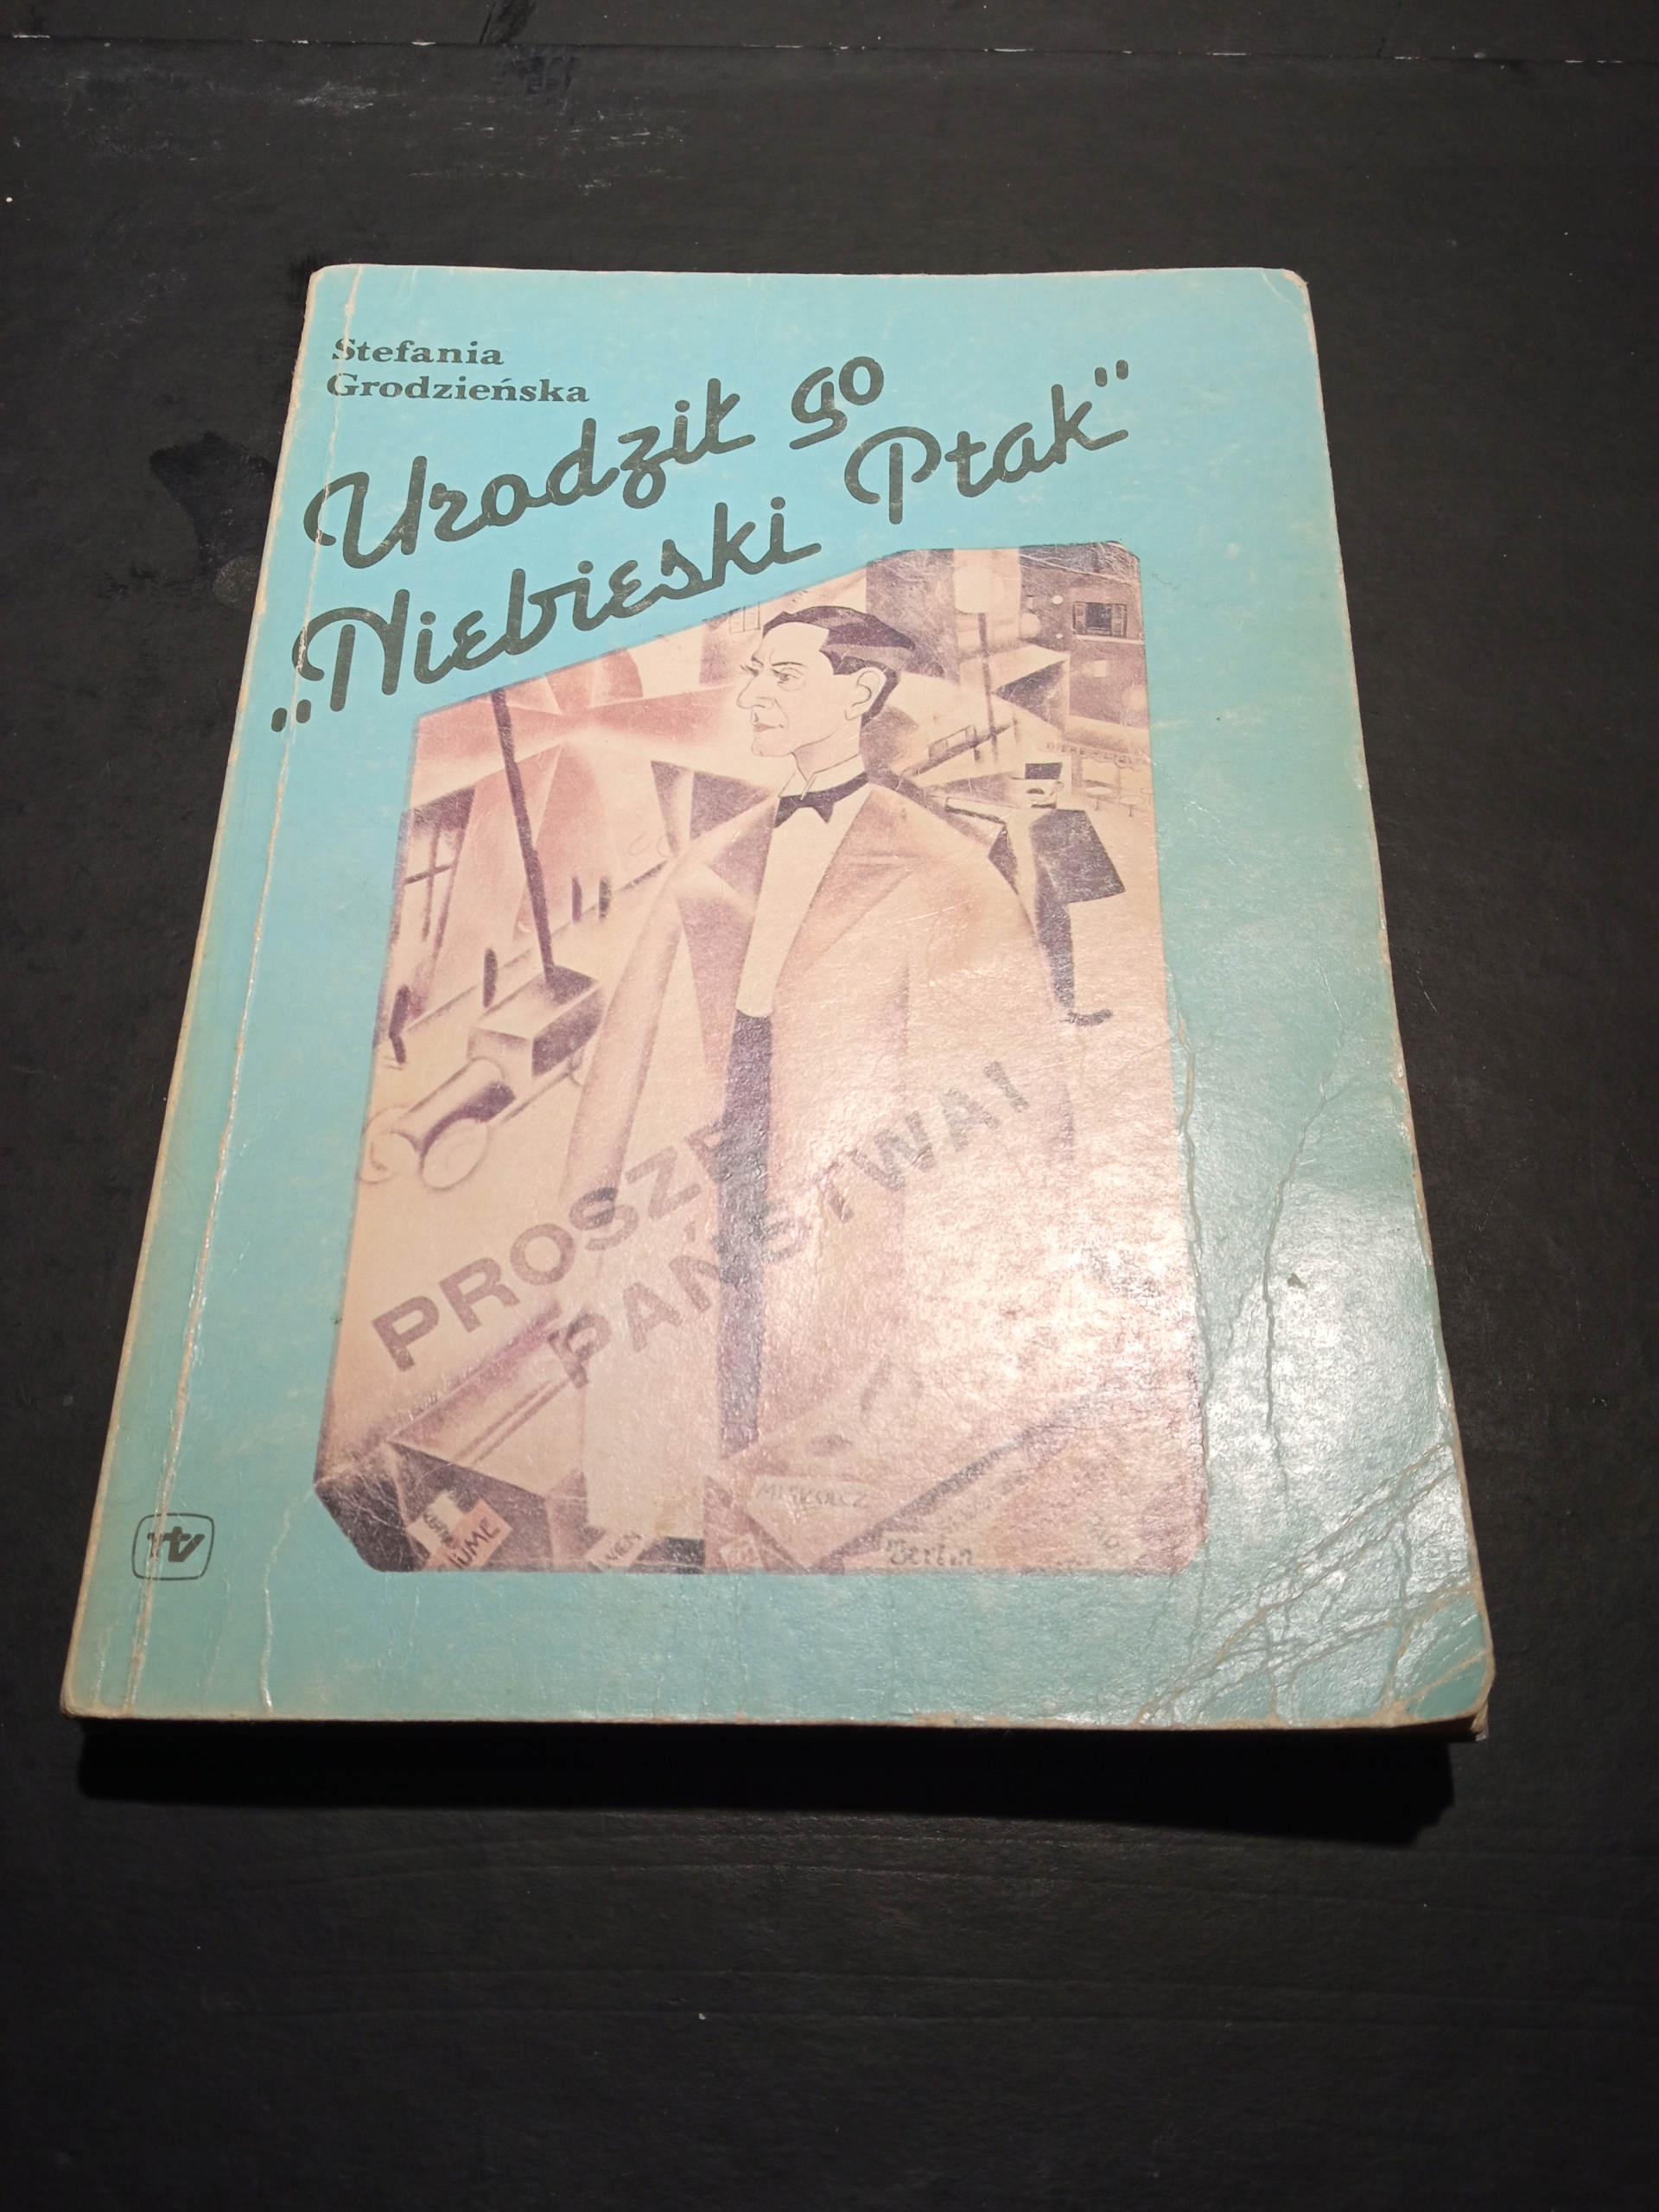 Stefania
Grodzieńska
Urodził go
„Niebieski Ptak"
PROSZĘ
PAŃSTWA!
MISKOLCZ
Berlin
rtv